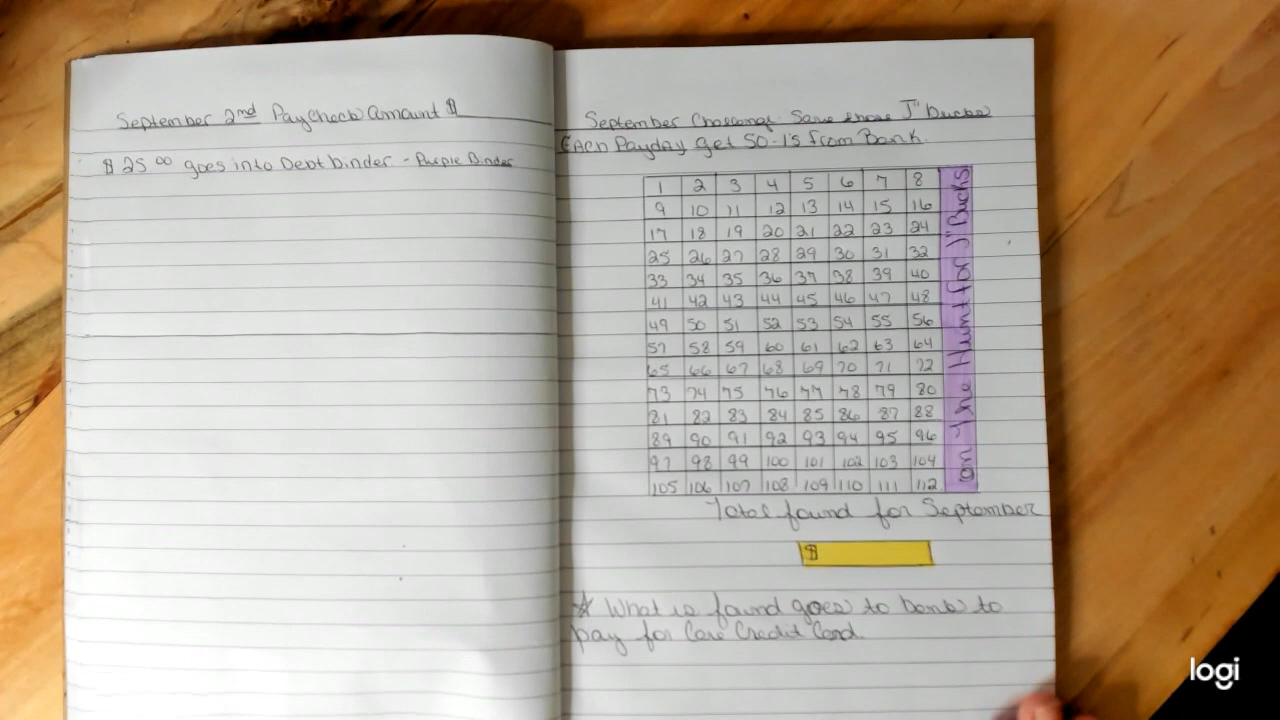 September 2nd PayCheck Amount $
$ 25.00 goes into Debt binder - Purple Binder
September Challenge Save those "J" Bucks
EAch Payday get 50-1's from Bank.
1 2 3 4 5 6 7 8
9 10 11 12 13 14 15 16
17 18 19 20 21 22 23 24
25 26 27 28 29 30 31 32
33 34 35 36 37 38 39 40
41 42 43 44 45 46 47 48
49 50 51 52 53 54 55 56
57 58 59 60 61 62 63 64
65 66 67 68 69 70 71 72
73 74 75 76 77 78 79 80
81 82 83 84 85 86 87 88
89 90 91 92 93 94 95 96
97 98 99 100 101 102 103 104
105 106 107 108 109 110 111 112
on The Hunt for "J" Bucks
Total found for September
$
* What is found goes to bank to
pay for Care Credit Card.
logi